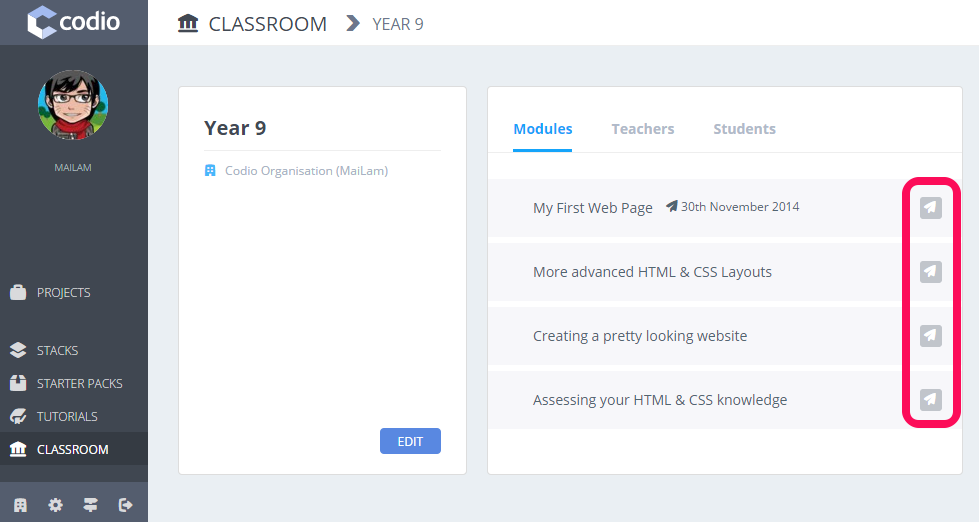 codio
CLASSROOM YEAR 9
MAILAM
PROJECTS
STACKS
STARTER PACKS
TUTORIALS
CLASSROOM
Year 9
Codio Organisation (MaiLam)
EDIT
Modules Teachers Students
My First Web Page 30th November 2014
More advanced HTML & CSS Layouts
Creating a pretty looking website
Assessing your HTML & CSS knowledge